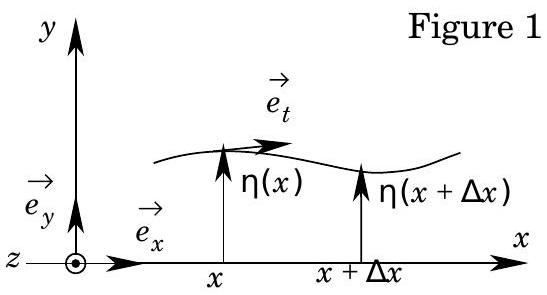 Figure 1
y
e_t
η(x)
η(x + Δx)
e_y
e_x
z
x
x + Δx
x